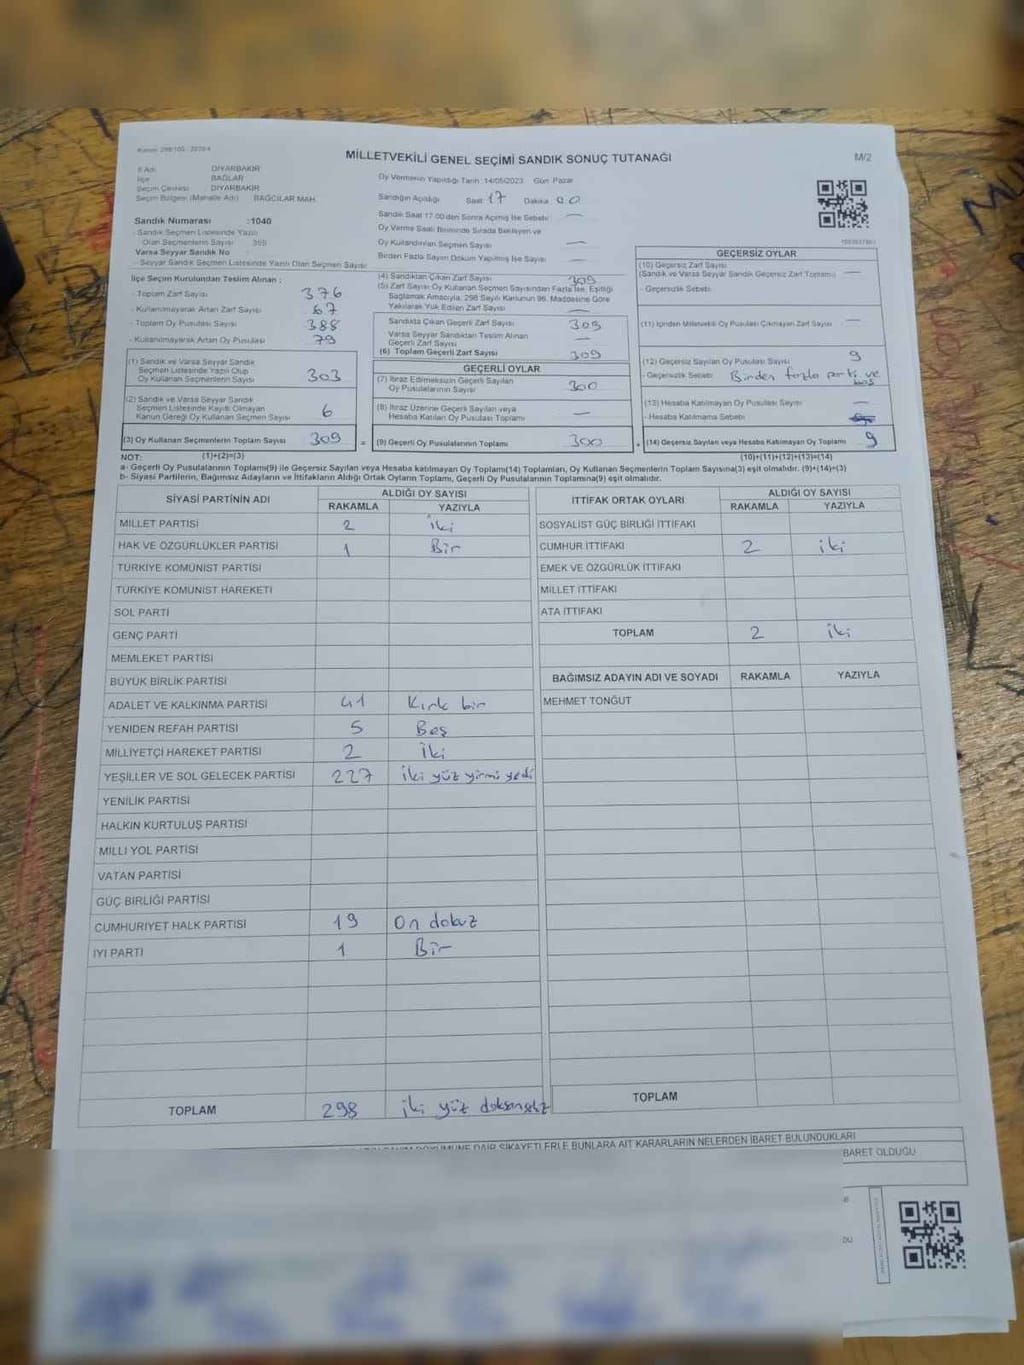 MİLLETVEKİLİ GENEL SEÇİMİ SANDIK SONUÇ TUTANAĞI
M/2
İl Adı DİYARBAKIR
İlçe BAĞLAR
Seçim Çevresi DİYARBAKIR
Seçim Bölgesi (Mahalle Adı) BAĞCILAR MAH.
Sandık Numarası :1040
- Sandık Seçmen Listesinde Yazılı
Olan Seçmenlerin Sayısı
Varsa Seyyar Sandık No
- Seyyar Sandık Seçmen Listesinde Yazılı Olan Seçmen Sayısı
Oy Vermenin Yapıldığı Tarih :14/05/2023 Gün Pazar
Sandığın Açıldığı Saat 17 Dakika 00
Sandık Saat 17.00'den Sonra Açılmış İse Sebebi —
Oy Verme Saati Bitiminde Sırada Bekleyen ve
Oy Kullandırılan Seçmen Sayısı —
Birden Fazla Sayım Döküm Yapılmış İse Sayısı —
İlçe Seçim Kurulundan Teslim Alınan :
- Toplam Zarf Sayısı 376
- Kullanılmayarak Artan Zarf Sayısı 67
- Toplam Oy Pusulası Sayısı 388
- Kullanılmayarak Artan Oy Pusulası 79
(1) Sandık ve Varsa Seyyar Sandık
Seçmen Listesinde Yazılı Olup
Oy Kullanan Seçmenlerin Sayısı 303
(2) Sandık ve Varsa Seyyar Sandık
Seçmen Listesinde Kayıtlı Olmayan
Kanun Gereği Oy Kullanan Seçmen Sayısı 6
(3) Oy Kullanan Seçmenlerin Toplam Sayısı 309 =
(4) Sandıktan Çıkan Zarf Sayısı 309
(5) Zarf Sayısı Oy Kullanan Seçmen Sayısından Fazla İse, Eşitliği
Sağlamak Amacıyla, 298 Sayılı Kanunun 98. Maddesine Göre
Yakılarak Yok Edilen Zarf Sayısı —
Sandıkta Çıkan Geçerli Zarf Sayısı 309
Varsa Seyyar Sandıktan Teslim Alınan
Geçerli Zarf Sayısı —
(6) Toplam Geçerli Zarf Sayısı 309
GEÇERLİ OYLAR
(7) İtiraz Edilmeksizin Geçerli Sayılan
Oy Pusulalarının Sayısı 300
(8) İtiraz Üzerine Geçerli Sayılan veya
Hesaba Katılan Oy Pusulası Toplamı —
(9) Geçerli Oy Pusulalarının Toplamı 300 +
GEÇERSİZ OYLAR
(10) Geçersiz Zarf Sayısı
(Sandık ve Varsa Seyyar Sandık Geçersiz Zarf Toplamı) —
- Geçersizlik Sebebi
(11) İçinden Milletvekili Oy Pusulası Çıkmayan Zarf Sayısı —
(12) Geçersiz Sayılan Oy Pusulası Sayısı 9
- Geçersizlik Sebebi Birden fazla parti ve
boş
(13) Hesaba Katılmayan Oy Pusulası Sayısı —
- Hesaba Katılmama Sebebi
(14) Geçersiz Sayılan veya Hesaba Katılmayan Oy Toplamı 9
NOT: (1)+(2)=(3) (10)+(11)+(12)+(13)=(14)
a- Geçerli Oy Pusulalarının Toplamı(9) ile Geçersiz Sayılan veya Hesaba katılmayan Oy Toplamı(14) Toplamları, Oy Kullanan Seçmenlerin Toplam Sayısına(3) eşit olmalıdır. (9)+(14)=(3)
b- Siyasi Partilerin, Bağımsız Adayların ve İttifakların Aldığı Ortak Oyların Toplamı, Geçerli Oy Pusulalarının Toplamına(9) eşit olmalıdır.
SİYASİ PARTİNİN ADI ALDIĞI OY SAYISI
RAKAMLA YAZIYLA
MİLLET PARTİSİ 2 iki
HAK VE ÖZGÜRLÜKLER PARTİSİ 1 Bir
TÜRKİYE KOMÜNİST PARTİSİ
TÜRKİYE KOMÜNİST HAREKETİ
SOL PARTİ
GENÇ PARTİ
MEMLEKET PARTİSİ
BÜYÜK BİRLİK PARTİSİ
ADALET VE KALKINMA PARTİSİ 41 Kırk bir
YENİDEN REFAH PARTİSİ 5 Beş
MİLLİYETÇİ HAREKET PARTİSİ 2 İki
YEŞİLLER VE SOL GELECEK PARTİSİ 227 iki yüz yirmi yedi
YENİLİK PARTİSİ
HALKIN KURTULUŞ PARTİSİ
MİLLİ YOL PARTİSİ
VATAN PARTİSİ
GÜÇ BİRLİĞİ PARTİSİ
CUMHURİYET HALK PARTİSİ 19 On dokuz
İYİ PARTİ 1 Bir
TOPLAM 298 iki yüz doksansekiz
İTTİFAK ORTAK OYLARI ALDIĞI OY SAYISI
RAKAMLA YAZIYLA
SOSYALİST GÜÇ BİRLİĞİ İTTİFAKI
CUMHUR İTTİFAKI 2 iki
EMEK VE ÖZGÜRLÜK İTTİFAKI
MİLLET İTTİFAKI
ATA İTTİFAKI
TOPLAM 2 iki
BAĞIMSIZ ADAYIN ADI VE SOYADI RAKAMLA YAZIYLA
MEHMET TONĞUT
TOPLAM
DÖKÜMÜNE DAİR ŞİKAYETLERLE BUNLARA AİT KARARLARIN NELERDEN İBARET BULUNDUKLARI
BARET OLDUĞU